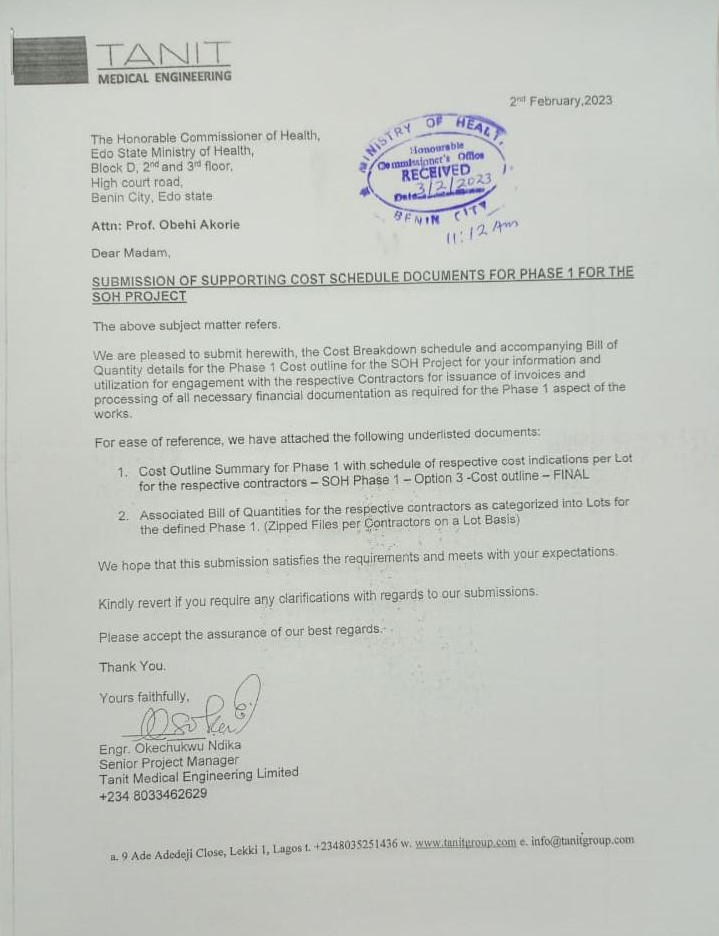 TANIT
MEDICAL ENGINEERING
2nd February,2023
The Honorable Commissioner of Health,
Edo State Ministry of Health,
Block D, 2nd and 3rd floor,
High court road,
Benin City, Edo state
MINISTRY OF HEALT
Honourable
Commissioner's Office
RECEIVED
Date 3/2/2023
BENIN CITY
11:12 Am
Attn: Prof. Obehi Akorie
Dear Madam,
SUBMISSION OF SUPPORTING COST SCHEDULE DOCUMENTS FOR PHASE 1 FOR THE
SOH PROJECT
The above subject matter refers.
We are pleased to submit herewith, the Cost Breakdown schedule and accompanying Bill of
Quantity details for the Phase 1 Cost outline for the SOH Project for your information and
utilization for engagement with the respective Contractors for issuance of invoices and
processing of all necessary financial documentation as required for the Phase 1 aspect of the
works.
For ease of reference, we have attached the following underlisted documents:
1. Cost Outline Summary for Phase 1 with schedule of respective cost indications per Lot
for the respective contractors – SOH Phase 1 – Option 3 -Cost outline – FINAL
2. Associated Bill of Quantities for the respective contractors as categorized into Lots for
the defined Phase 1. (Zipped Files per Contractors on a Lot Basis)
We hope that this submission satisfies the requirements and meets with your expectations.
Kindly revert if you require any clarifications with regards to our submissions.
Please accept the assurance of our best regards.
Thank You.
Yours faithfully,
Engr. Okechukwu Ndika
Senior Project Manager
Tanit Medical Engineering Limited
+234 8033462629
a. 9 Ade Adedeji Close, Lekki 1, Lagos t. +2348035251436 w. www.tanitgroup.com e. info@tanitgroup.com